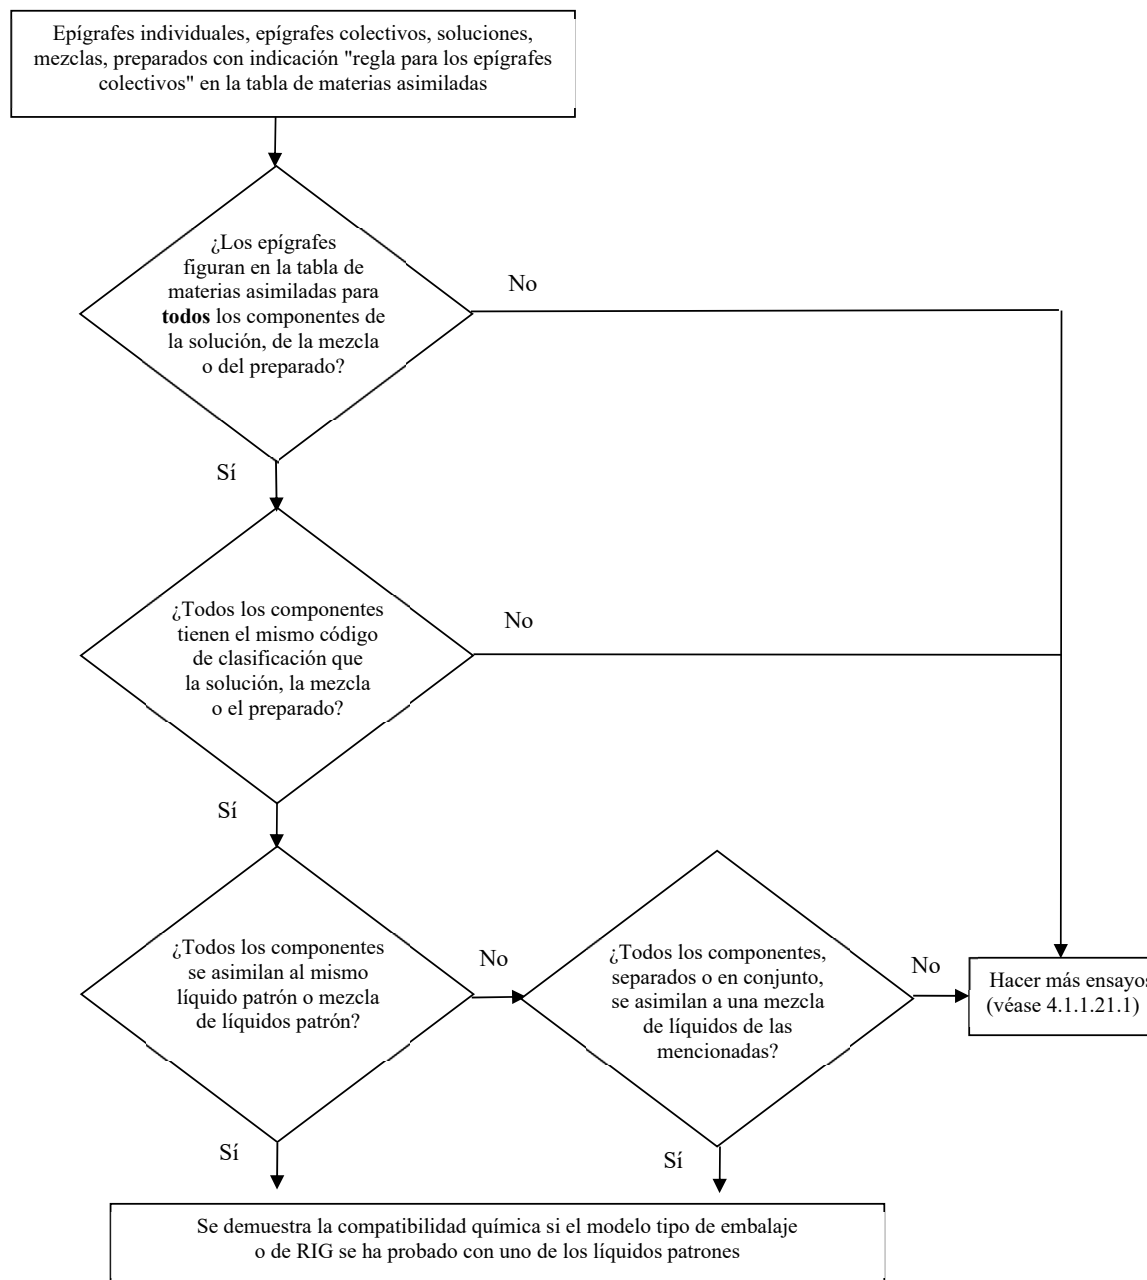 Epígrafes individuales, epígrafes colectivos, soluciones,
mezclas, preparados con indicación "regla para los epígrafes
colectivos" en la tabla de materias asimiladas
¿Los epígrafes
figuran en la tabla de
materias asimiladas para
todos los componentes de
la solución, de la mezcla
o del preparado?
No
Sí
¿Todos los componentes
tienen el mismo código
de clasificación que
la solución, la mezcla
o el preparado?
No
Sí
¿Todos los componentes
se asimilan al mismo
líquido patrón o mezcla
de líquidos patrón?
No
¿Todos los componentes,
separados o en conjunto,
se asimilan a una mezcla
de líquidos de las
mencionadas?
No
Hacer más ensayos
(véase 4.1.1.21.1)
Sí
Sí
Se demuestra la compatibilidad química si el modelo tipo de embalaje
o de RIG se ha probado con uno de los líquidos patrones